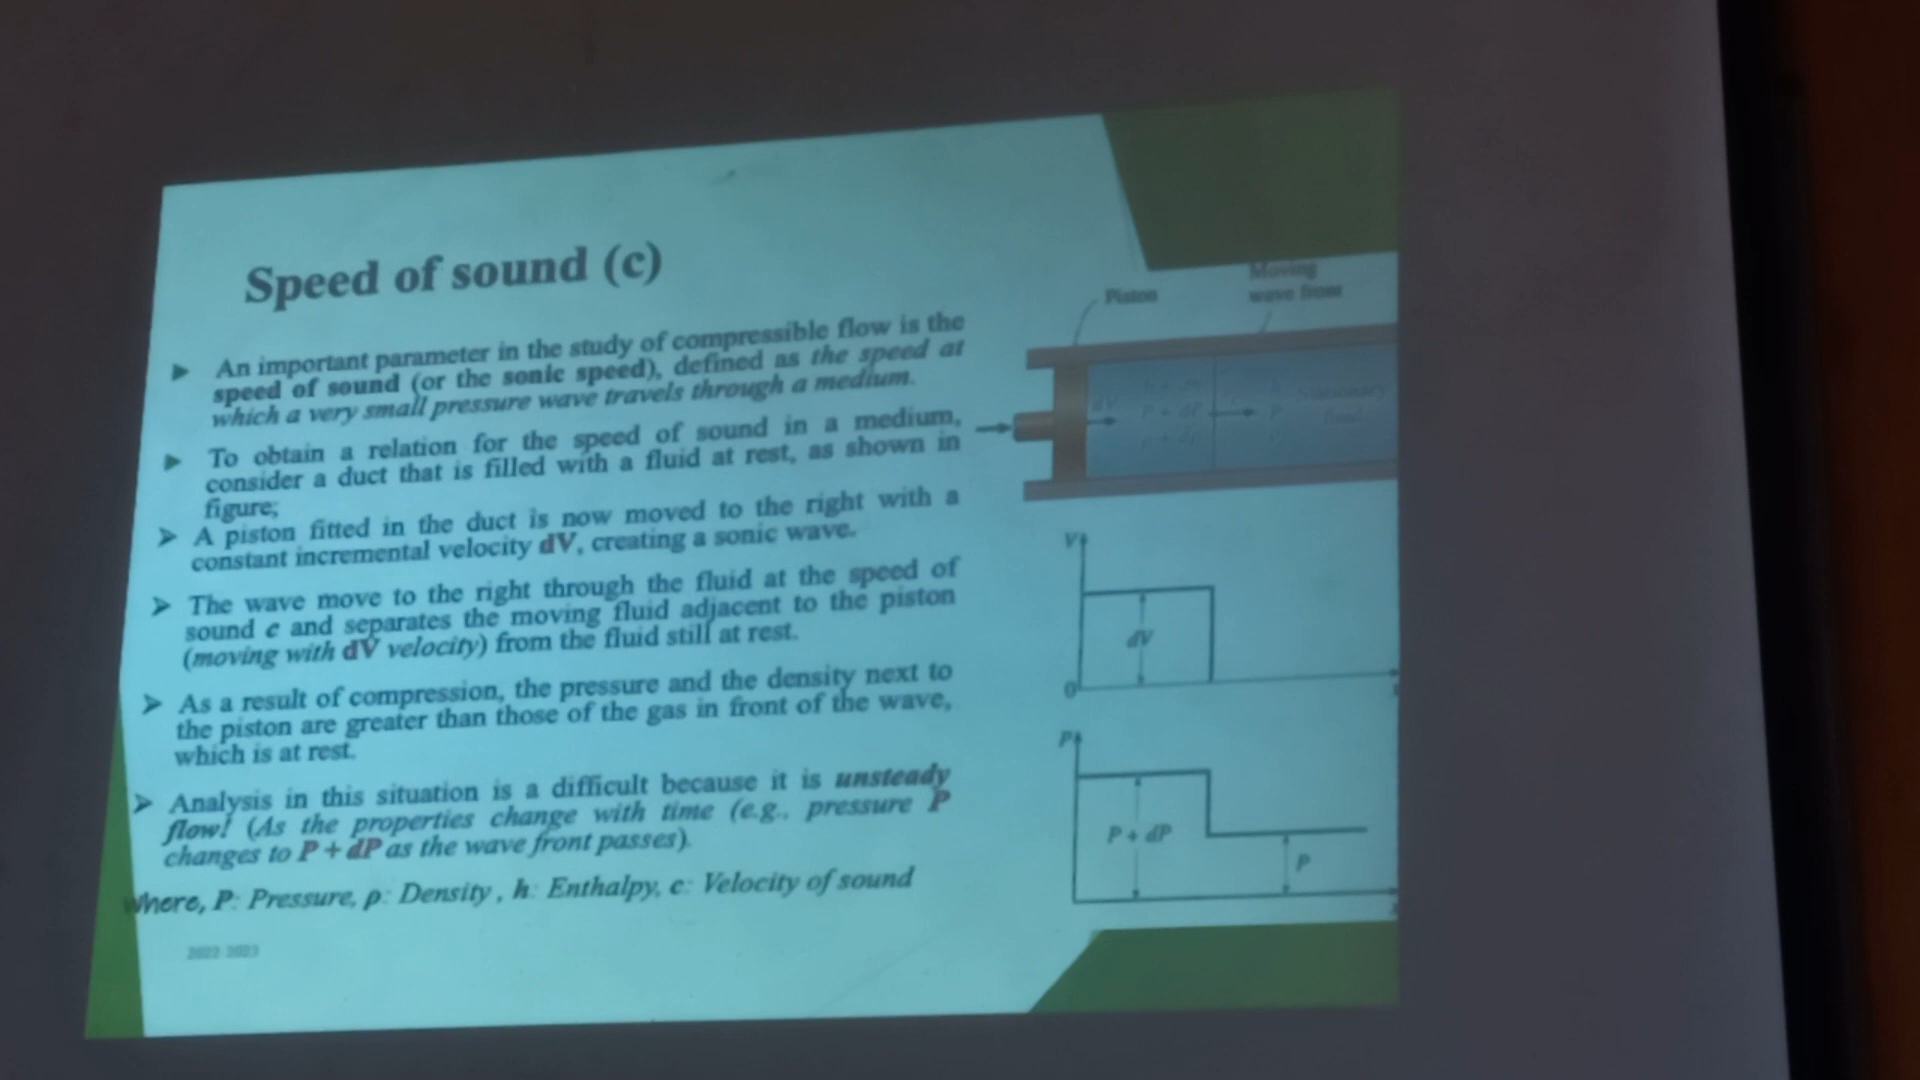 Speed of sound (c)
An important parameter in the study of compressible flow is the
speed of sound (or the sonic speed), defined as the speed at
which a very small pressure wave travels through a medium.
To obtain a relation for the speed of sound in a medium,
consider a duct that is filled with a fluid at rest, as shown in
figure;
A piston fitted in the duct is now moved to the right with a
constant incremental velocity dV, creating a sonic wave.
The wave move to the right through the fluid at the speed of
sound c and separates the moving fluid adjacent to the piston
(moving with dV velocity) from the fluid still at rest.
As a result of compression, the pressure and the density next to
the piston are greater than those of the gas in front of the wave,
which is at rest.
Analysis in this situation is a difficult because it is unsteady
flow! (As the properties change with time (e.g., pressure P
changes to P + dP as the wave front passes).
Where, P: Pressure, ρ: Density , h: Enthalpy, c: Velocity of sound
2022-2023
Piston
Moving
wave front
dV
P + dP
P
Stationary
fluid
V
dV
0
P
P + dP
P